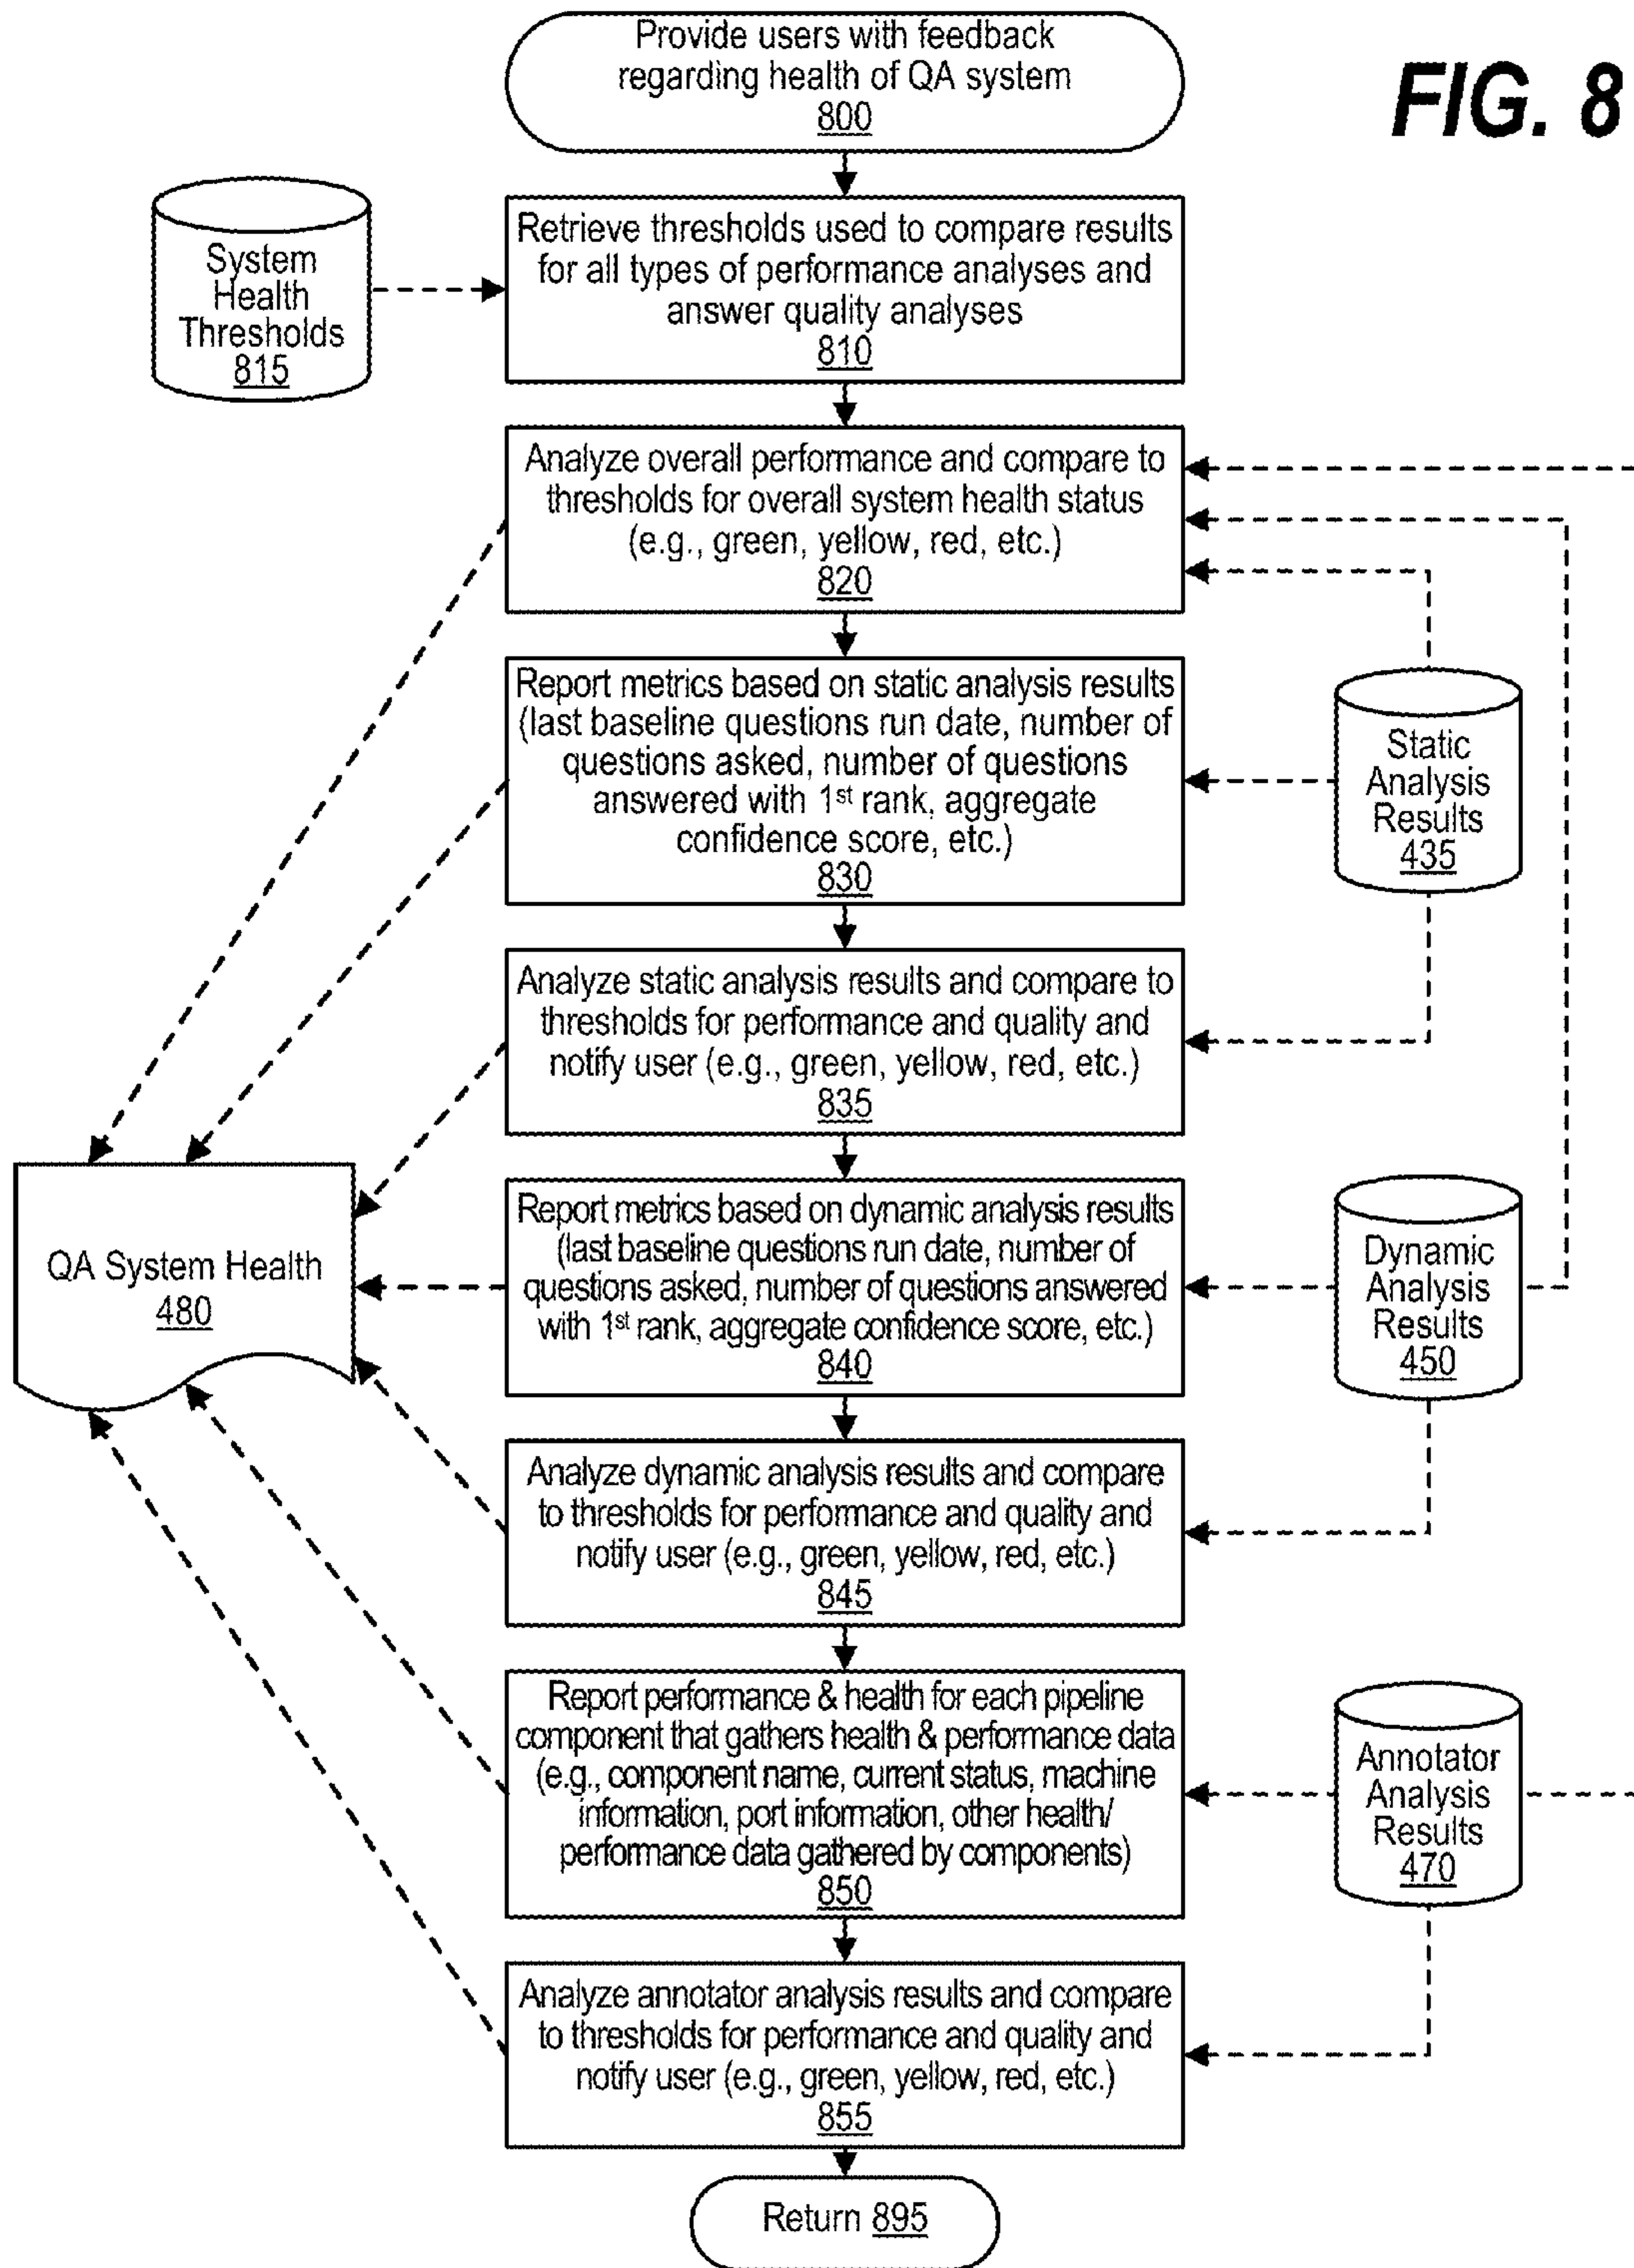 Provide users with feedback
regarding health of QA system
800
FIG. 8
System
Health
Thresholds
815
Retrieve thresholds used to compare results
for all types of performance analyses and
answer quality analyses
810
Analyze overall performance and compare to
thresholds for overall system health status
(e.g., green, yellow, red, etc.)
820
Report metrics based on static analysis results
(last baseline questions run date, number of
questions asked, number of questions
answered with 1st rank, aggregate
confidence score, etc.)
830
Static
Analysis
Results
435
Analyze static analysis results and compare to
thresholds for performance and quality and
notify user (e.g., green, yellow, red, etc.)
835
QA System Health
480
Report metrics based on dynamic analysis results
(last baseline questions run date, number of
questions asked, number of questions answered
with 1st rank, aggregate confidence score, etc.)
840
Dynamic
Analysis
Results
450
Analyze dynamic analysis results and compare
to thresholds for performance and quality and
notify user (e.g., green, yellow, red, etc.)
845
Report performance & health for each pipeline
component that gathers health & performance data
(e.g., component name, current status, machine
information, port information, other health/
performance data gathered by components)
850
Annotator
Analysis
Results
470
Analyze annotator analysis results and compare
to thresholds for performance and quality and
notify user (e.g., green, yellow, red, etc.)
855
Return 895